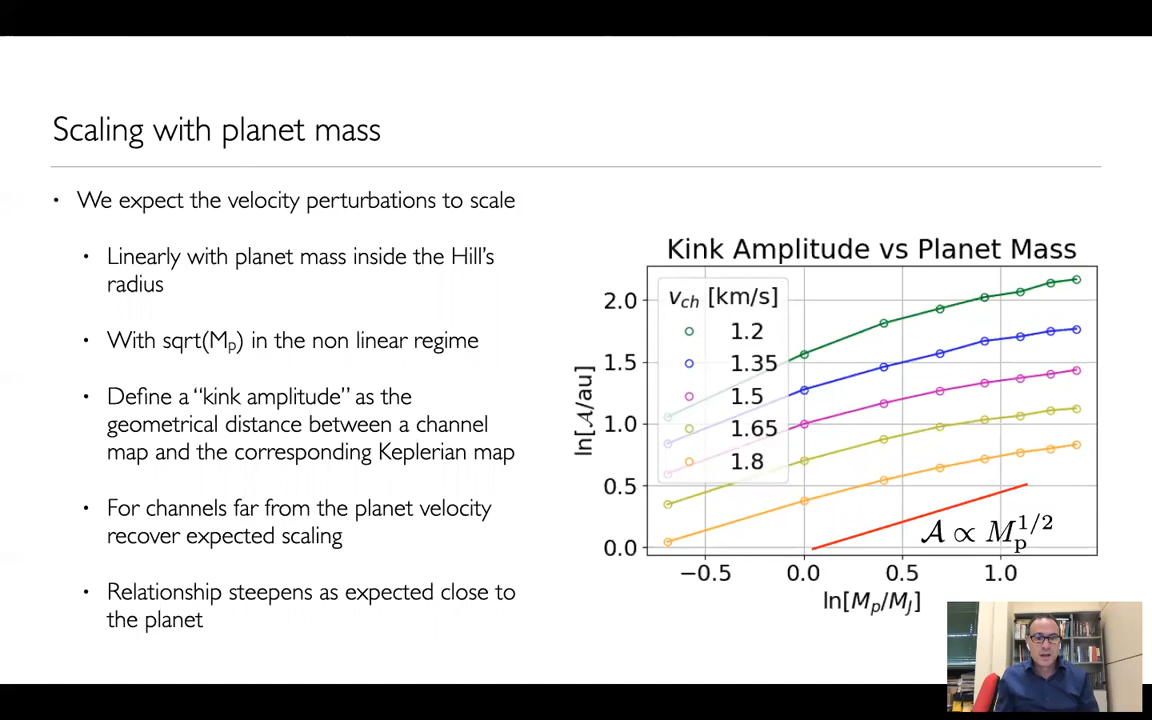 Scaling with planet mass
• We expect the velocity perturbations to scale
• Linearly with planet mass inside the Hill's
radius
• With sqrt(Mp) in the non linear regime
• Define a “kink amplitude” as the
geometrical distance between a channel
map and the corresponding Keplerian map
• For channels far from the planet velocity
recover expected scaling
• Relationship steepens as expected close to
the planet
Kink Amplitude vs Planet Mass
v_ch [km/s]
1.2
1.35
1.5
1.65
1.8
2.0
1.5
1.0
0.5
0.0
ln[𝒜/au]
𝒜 ∝ M_p^{1/2}
−0.5 0.0 0.5 1.0
ln[M_p/M_J]